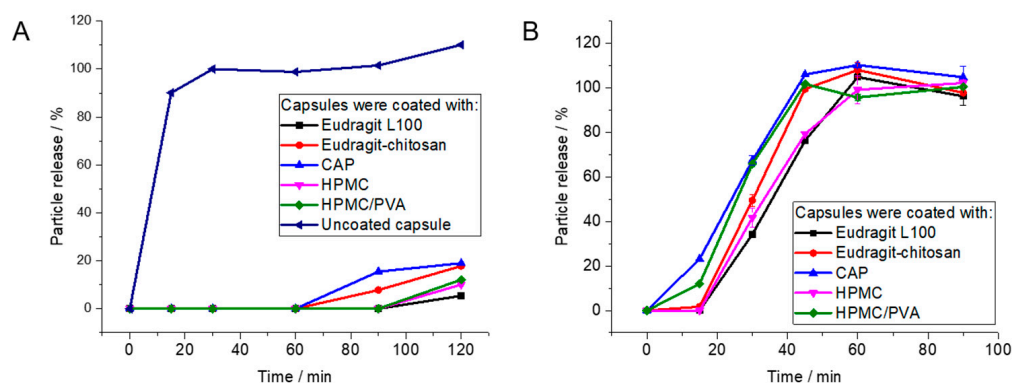 A
Particle release / %
120
100
80
60
40
20
0
Capsules were coated with:
Eudragit L100
Eudragit-chitosan
CAP
HPMC
HPMC/PVA
Uncoated capsule
0 20 40 60 80 100 120
Time / min
B
Particle release / %
120
100
80
60
40
20
0
Capsules were coated with:
Eudragit L100
Eudragit-chitosan
CAP
HPMC
HPMC/PVA
0 20 40 60 80 100
Time / min